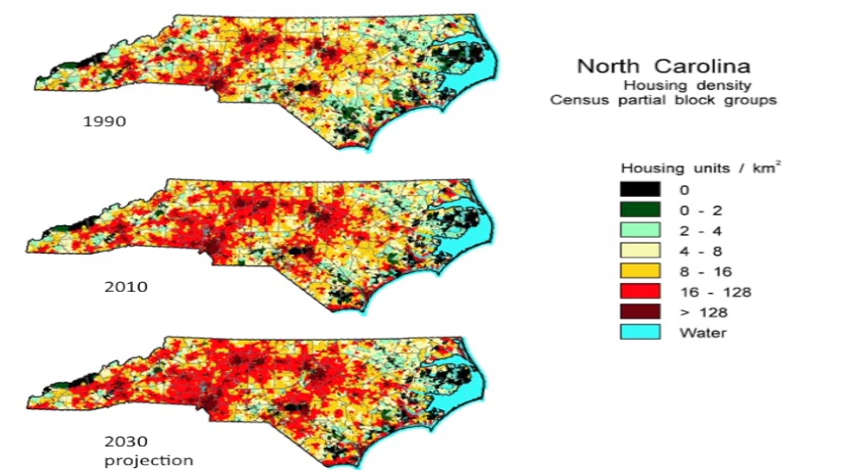 North Carolina
Housing density
Census partial block groups
1990
Housing units / km²
0
0 - 2
2 - 4
4 - 8
8 - 16
16 - 128
> 128
Water
2010
2030
projection